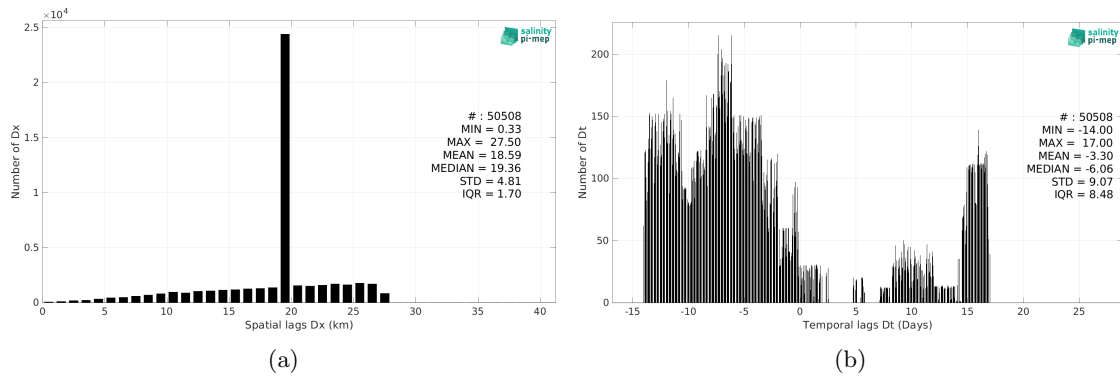 2.5 ×10⁴
2
1.5
1
0.5
0
Number of Dx
salinity
pi-mep
# : 50508
MIN = 0.33
MAX = 27.50
MEAN = 18.59
MEDIAN = 19.36
STD = 4.81
IQR = 1.70
0 5 10 15 20 25 30 35 40
Spatial lags Dx (km)
(a)
200
150
100
50
0
Number of Dt
salinity
pi-mep
# : 50508
MIN = -14.00
MAX = 17.00
MEAN = -3.30
MEDIAN = -6.06
STD = 9.07
IQR = 8.48
-15 -10 -5 0 5 10 15 20 25
Temporal lags Dt (Days)
(b)